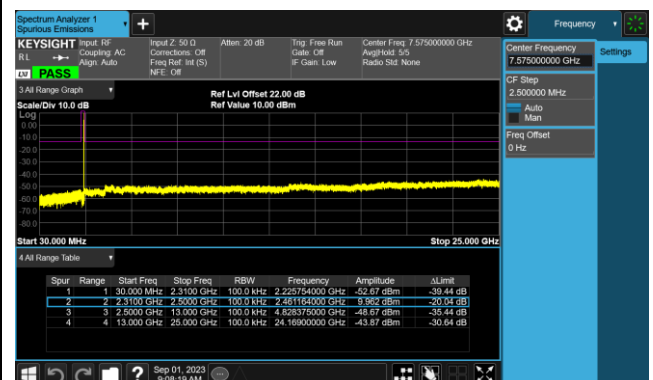 Spectrum Analyzer 1
Spurious Emissions
+
Frequency
KEYSIGHT
RL
LXI
PASS
Input: RF
Coupling: AC
Align: Auto
Input Z: 50 Ω
Corrections: Off
Freq Ref: Int (S)
NFE: Off
Atten: 20 dB
Trig: Free Run
Gate: Off
IF Gain: Low
Center Freq: 7.575000000 GHz
Avg|Hold: 5/5
Radio Std: None
Center Frequency
7.575000000 GHz
Settings
CF Step
2.500000 MHz
Auto
Man
Freq Offset
0 Hz
3 All Range Graph
Scale/Div 10.0 dB
Ref Lvl Offset 22.00 dB
Ref Value 10.00 dBm
Log
0.00
-10.0
-20.0
-30.0
-40.0
-50.0
-60.0
-70.0
-80.0
Start 30.000 MHz
Stop 25.000 GHz
4 All Range Table
Spur Range Start Freq Stop Freq RBW Frequency Amplitude ΔLimit
1 1 30.000 MHz 2.3100 GHz 100.0 kHz 2.225754000 GHz -52.67 dBm -39.44 dB
2 2 2.3100 GHz 2.5000 GHz 100.0 kHz 2.461164000 GHz 9.962 dBm -20.04 dB
3 3 2.5000 GHz 13.000 GHz 100.0 kHz 4.828375000 GHz -48.67 dBm -35.44 dB
4 4 13.000 GHz 25.000 GHz 100.0 kHz 24.16900000 GHz -43.87 dBm -30.64 dB
?
Sep 01, 2023
9:08:19 AM